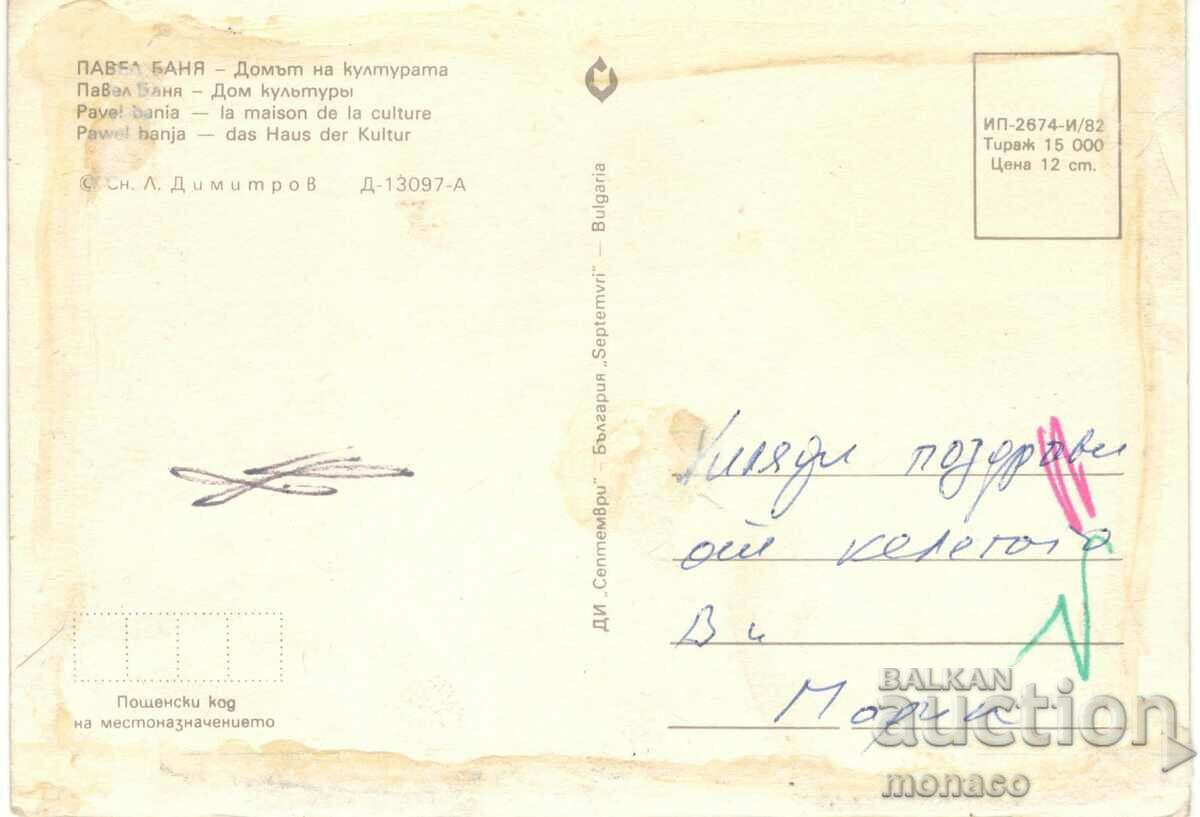 ПАВЕЛ БАНЯ – Домът на културата
Павел Баня – Дом культуры
Pavel bania — la maison de la culture
Pawel banja — das Haus der Kultur
© Сн. Л. Димитров Д-13097-А
ДИ „Септември" – България „Septemvri" — Bulgaria
ИП-2674-И/82
Тираж 15 000
Цена 12 ст.
Хиляди поздрави
от колегата
Ви
Мария
Пощенски код
на местоназначението
BALKAN
auction
monaco